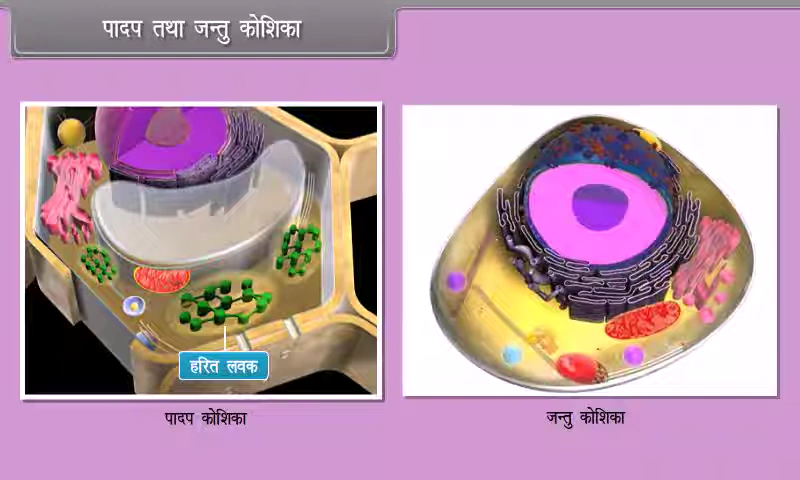 पादप तथा जन्तु कोशिका
हरित लवक
पादप कोशिका
जन्तु कोशिका